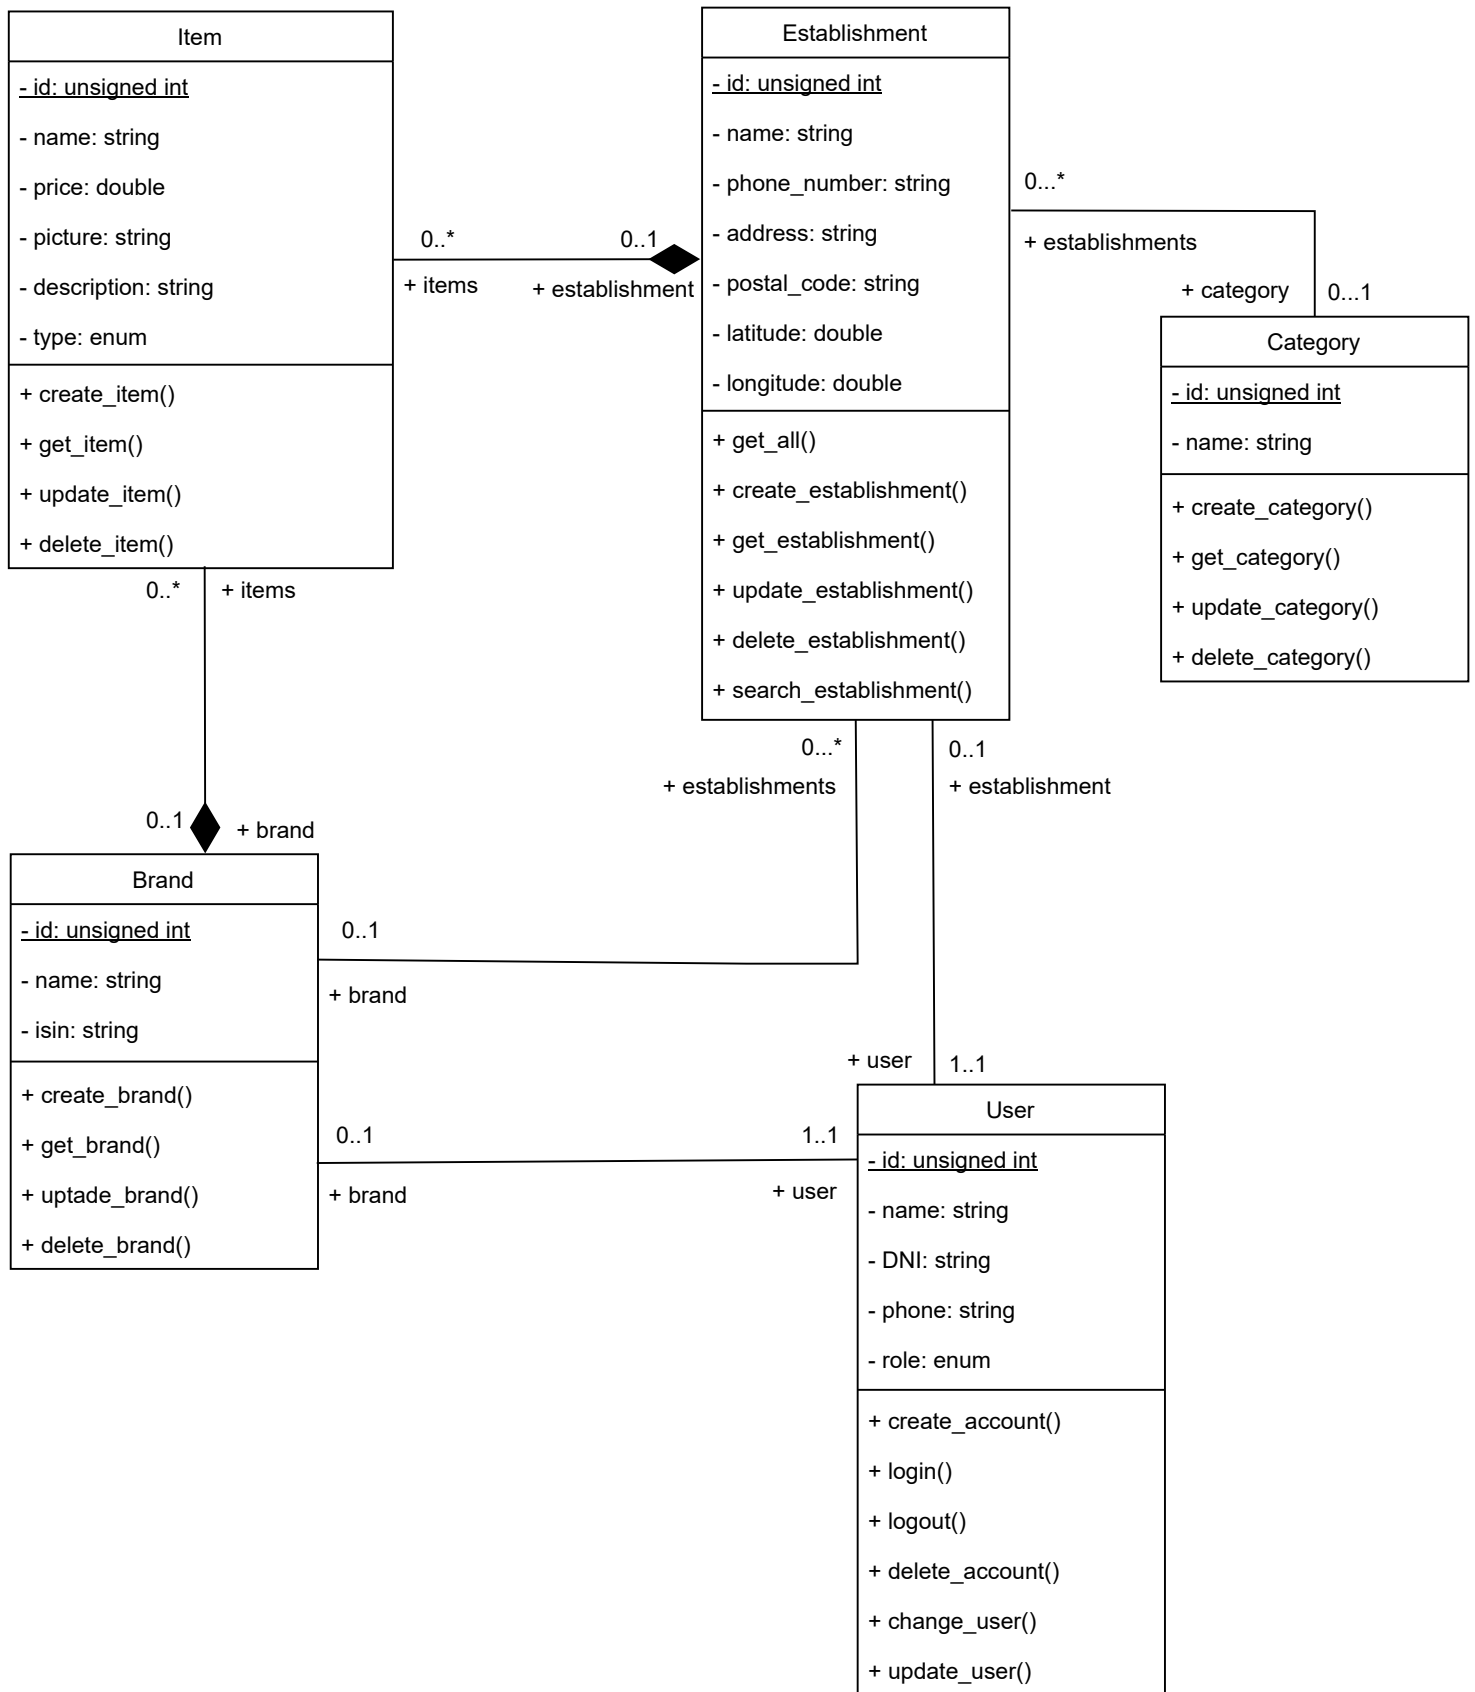 Item
- id: unsigned int
- name: string
- price: double
- picture: string
- description: string
- type: enum
+ create_item()
+ get_item()
+ update_item()
+ delete_item()
0..*
+ items
0..1
+ establishment
Establishment
- id: unsigned int
- name: string
- phone_number: string
- address: string
- postal_code: string
- latitude: double
- longitude: double
+ get_all()
+ create_establishment()
+ get_establishment()
+ update_establishment()
+ delete_establishment()
+ search_establishment()
0...*
+ establishments
+ category
0...1
Category
- id: unsigned int
- name: string
+ create_category()
+ get_category()
+ update_category()
+ delete_category()
0..*
+ items
0..1
+ brand
0...*
+ establishments
0..1
+ establishment
Brand
- id: unsigned int
- name: string
- isin: string
+ create_brand()
+ get_brand()
+ uptade_brand()
+ delete_brand()
0..1
+ brand
+ user
1..1
0..1
+ brand
1..1
+ user
User
- id: unsigned int
- name: string
- DNI: string
- phone: string
- role: enum
+ create_account()
+ login()
+ logout()
+ delete_account()
+ change_user()
+ update_user()